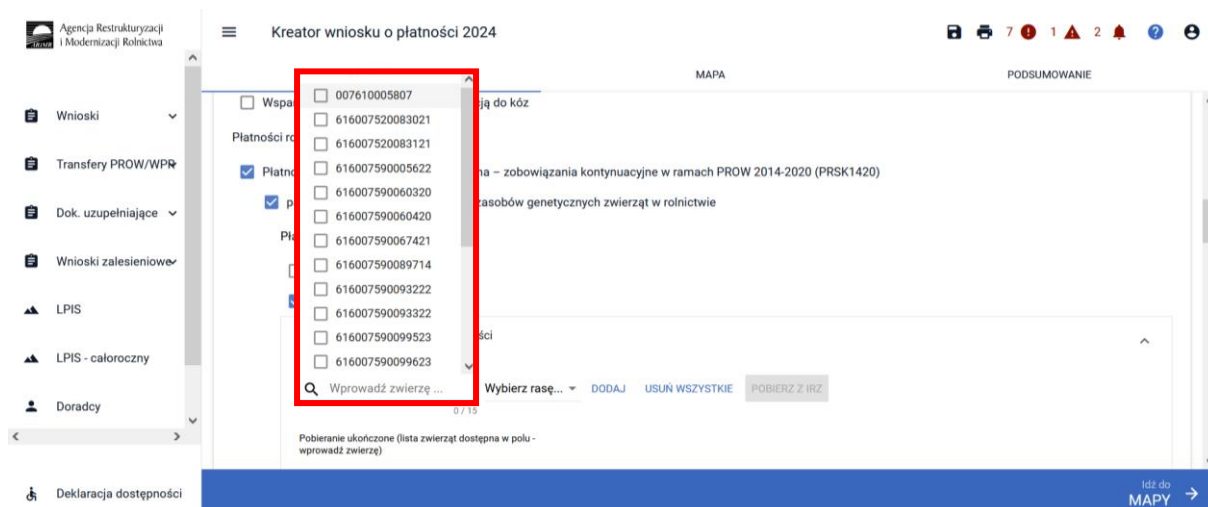 Agencja Restrukturyzacji
i Modernizacji Rolnictwa
ARiMR
Kreator wniosku o płatności 2024
7 1 2
MAPA
PODSUMOWANIE
Wnioski
Transfery PROW/WPR
Dok. uzupełniające
Wnioski zalesieniowe
LPIS
LPIS - całoroczny
Doradcy
Deklaracja dostępności
ją do kóz
Płatności
na – zobowiązania kontynuacyjne w ramach PROW 2014-2020 (PRSK1420)
zasobów genetycznych zwierząt w rolnictwie
007610005807
616007520083021
616007520083121
616007590005622
616007590060320
616007590060420
616007590067421
616007590089714
616007590093222
616007590093322
616007590099523
616007590099623
Wprowadź zwierzę ...
Wybierz rasę...
DODAJ
USUŃ WSZYSTKIE
POBIERZ Z IRZ
0 / 15
Pobieranie ukończone (lista zwierząt dostępna w polu -
wprowadź zwierzę)
Idź do
MAPY